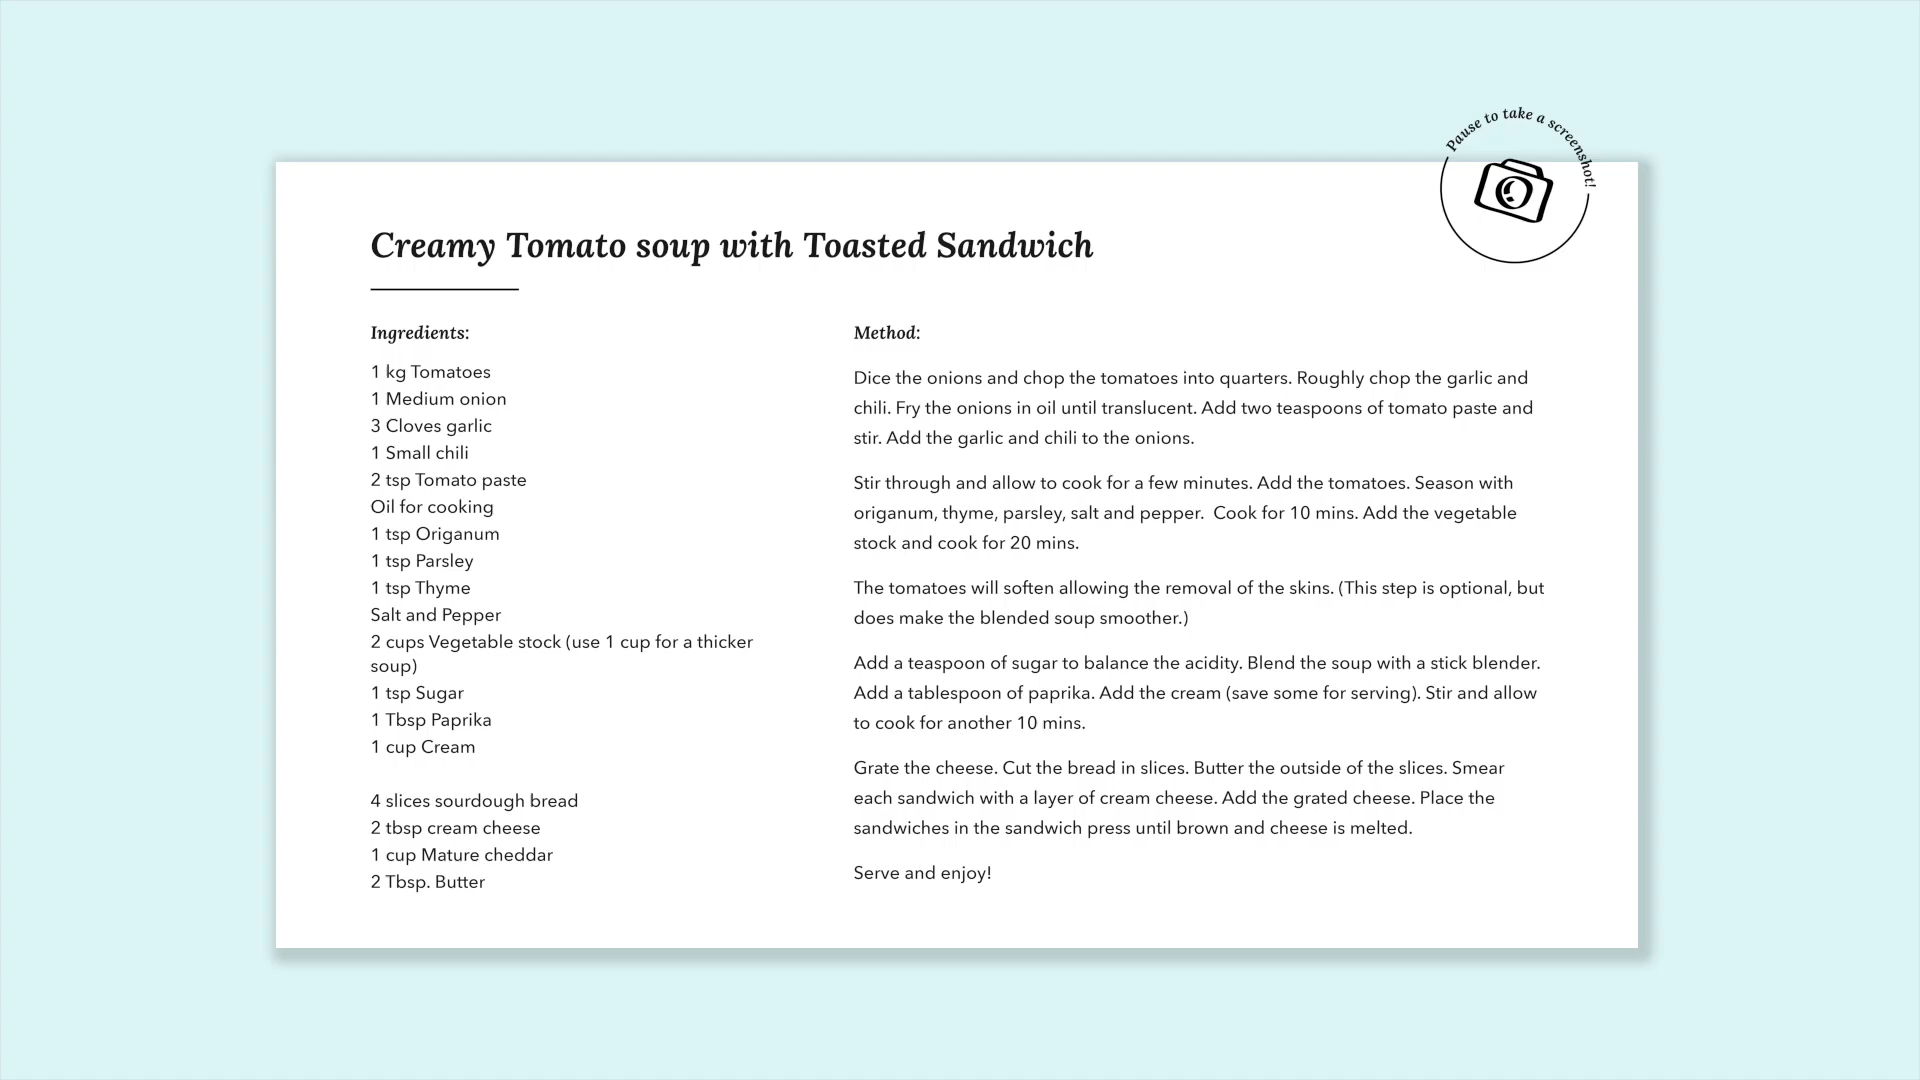 Pause to take a screenshot!
Creamy Tomato soup with Toasted Sandwich
Ingredients:
1 kg Tomatoes
1 Medium onion
3 Cloves garlic
1 Small chili
2 tsp Tomato paste
Oil for cooking
1 tsp Origanum
1 tsp Parsley
1 tsp Thyme
Salt and Pepper
2 cups Vegetable stock (use 1 cup for a thicker
soup)
1 tsp Sugar
1 Tbsp Paprika
1 cup Cream
4 slices sourdough bread
2 tbsp cream cheese
1 cup Mature cheddar
2 Tbsp. Butter
Method:
Dice the onions and chop the tomatoes into quarters. Roughly chop the garlic and
chili. Fry the onions in oil until translucent. Add two teaspoons of tomato paste and
stir. Add the garlic and chili to the onions.
Stir through and allow to cook for a few minutes. Add the tomatoes. Season with
origanum, thyme, parsley, salt and pepper.  Cook for 10 mins. Add the vegetable
stock and cook for 20 mins.
The tomatoes will soften allowing the removal of the skins. (This step is optional, but
does make the blended soup smoother.)
Add a teaspoon of sugar to balance the acidity. Blend the soup with a stick blender.
Add a tablespoon of paprika. Add the cream (save some for serving). Stir and allow
to cook for another 10 mins.
Grate the cheese. Cut the bread in slices. Butter the outside of the slices. Smear
each sandwich with a layer of cream cheese. Add the grated cheese. Place the
sandwiches in the sandwich press until brown and cheese is melted.
Serve and enjoy!